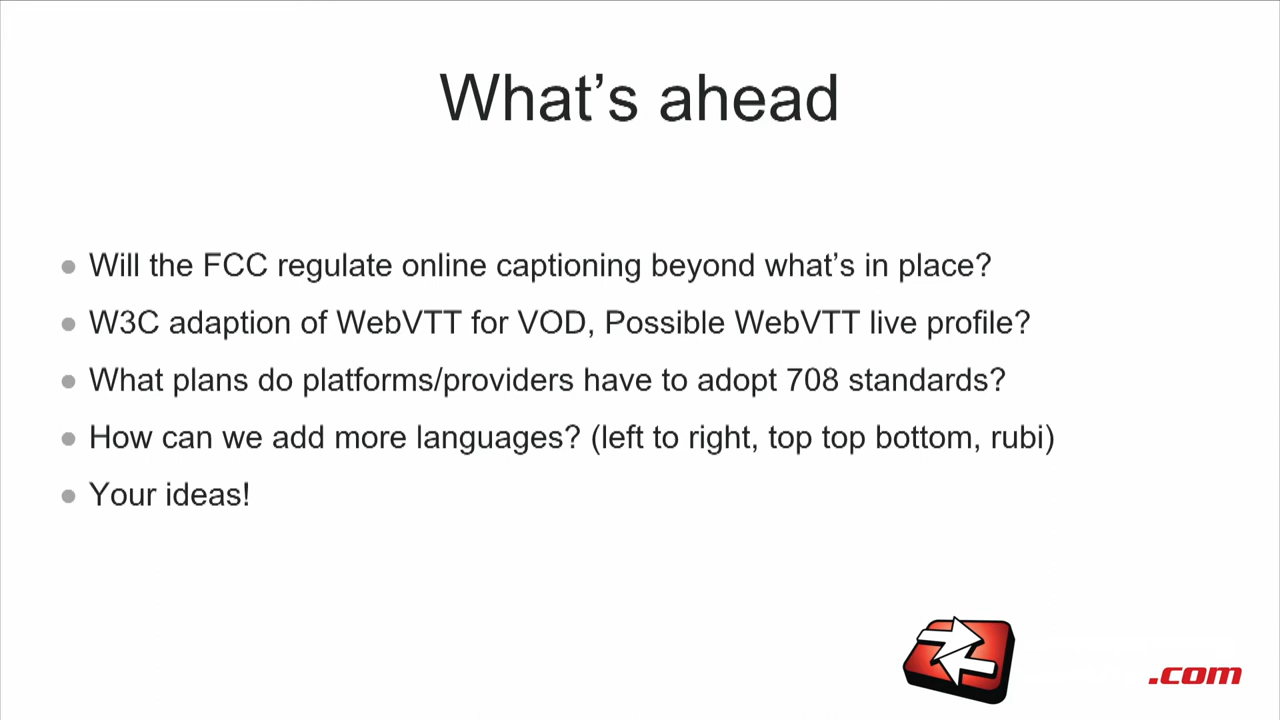 What’s ahead
Will the FCC regulate online captioning beyond what’s in place?
W3C adaption of WebVTT for VOD, Possible WebVTT live profile?
What plans do platforms/providers have to adopt 708 standards?
How can we add more languages? (left to right, top top bottom, rubi)
Your ideas!
.com